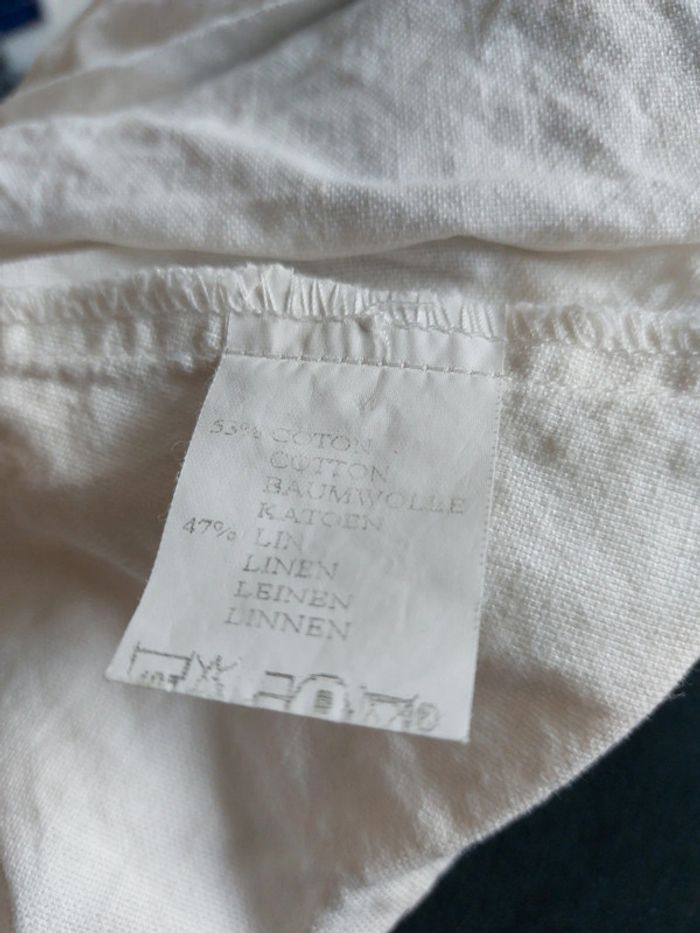 53% COTON
COTTON
BAUMWOLLE
KATOEN
47% LIN
LINEN
LEINEN
LINNEN